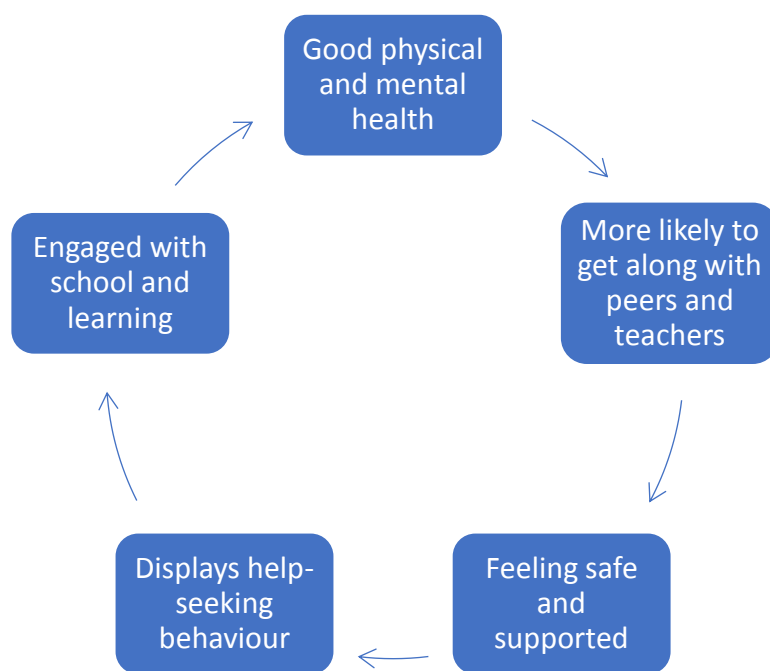 Good physical
and mental
health
More likely to
get along with
peers and
teachers
Feeling safe
and
supported
Displays help-
seeking
behaviour
Engaged with
school and
learning